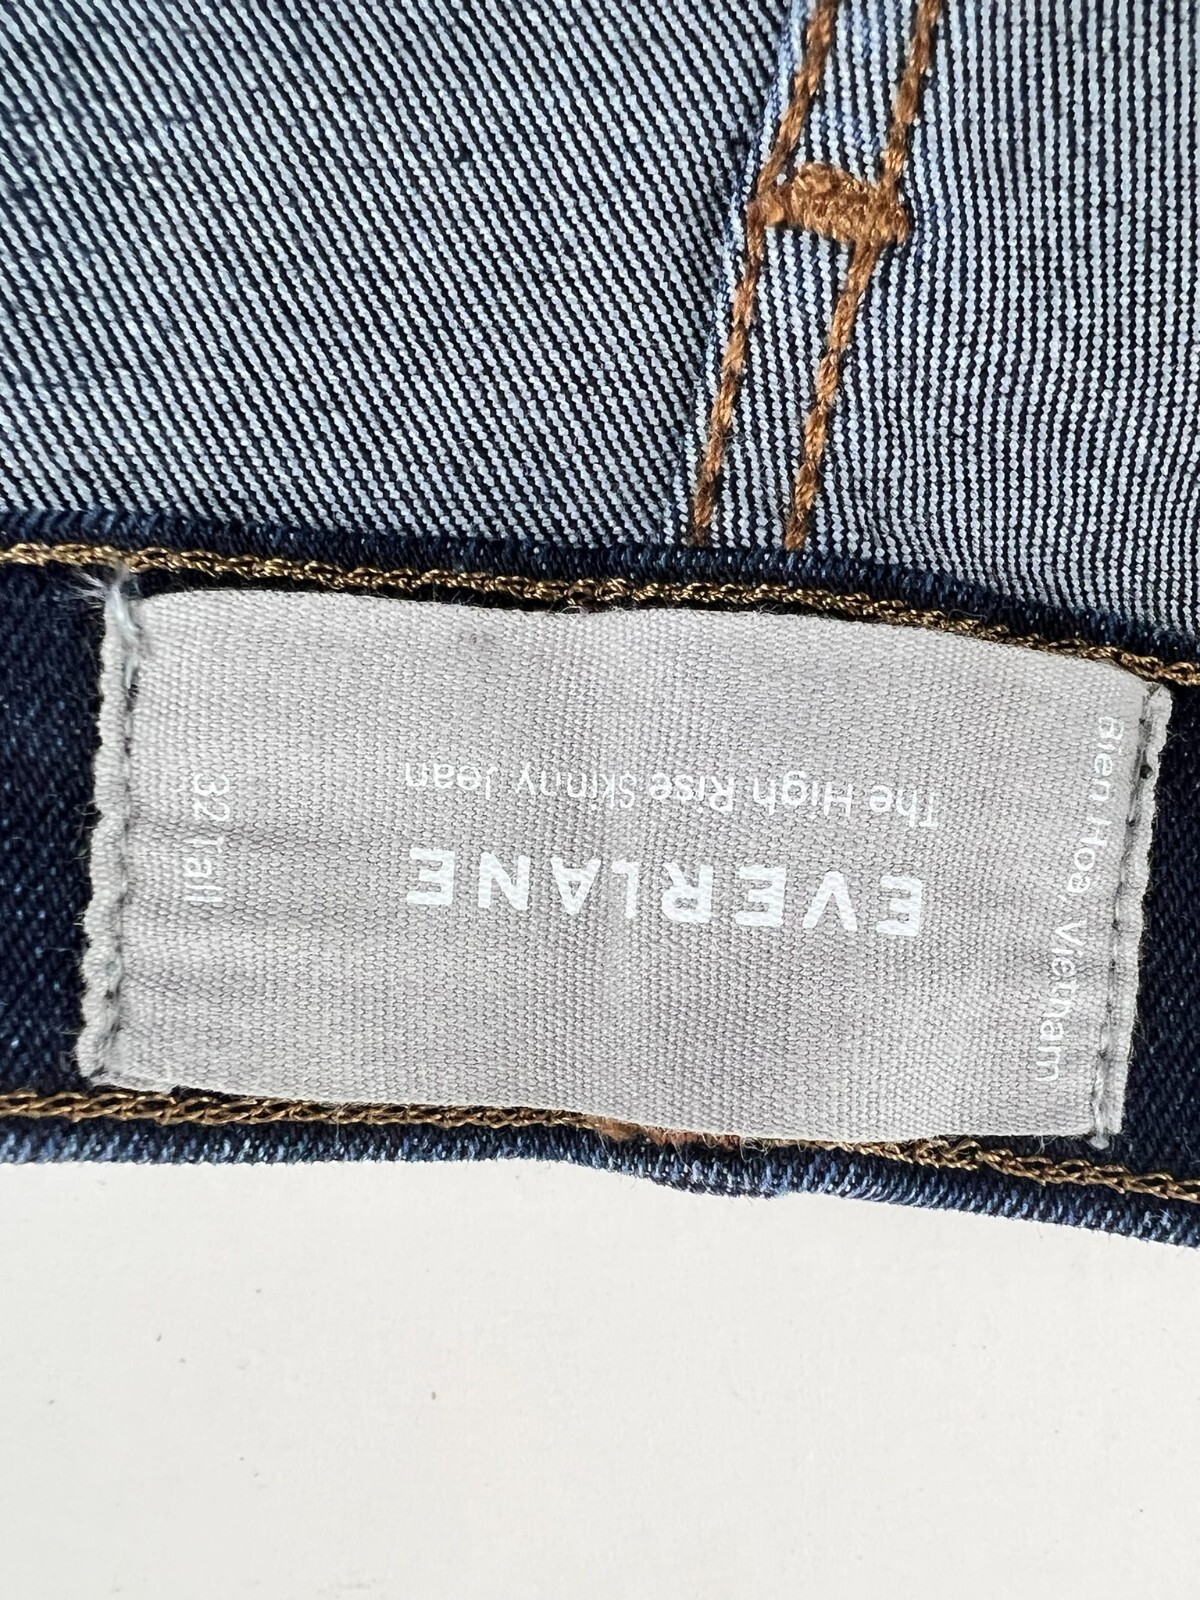 EVERLANE
The High Rise Skinny Jean
Bien Hoa, Vietnam
32 Tall